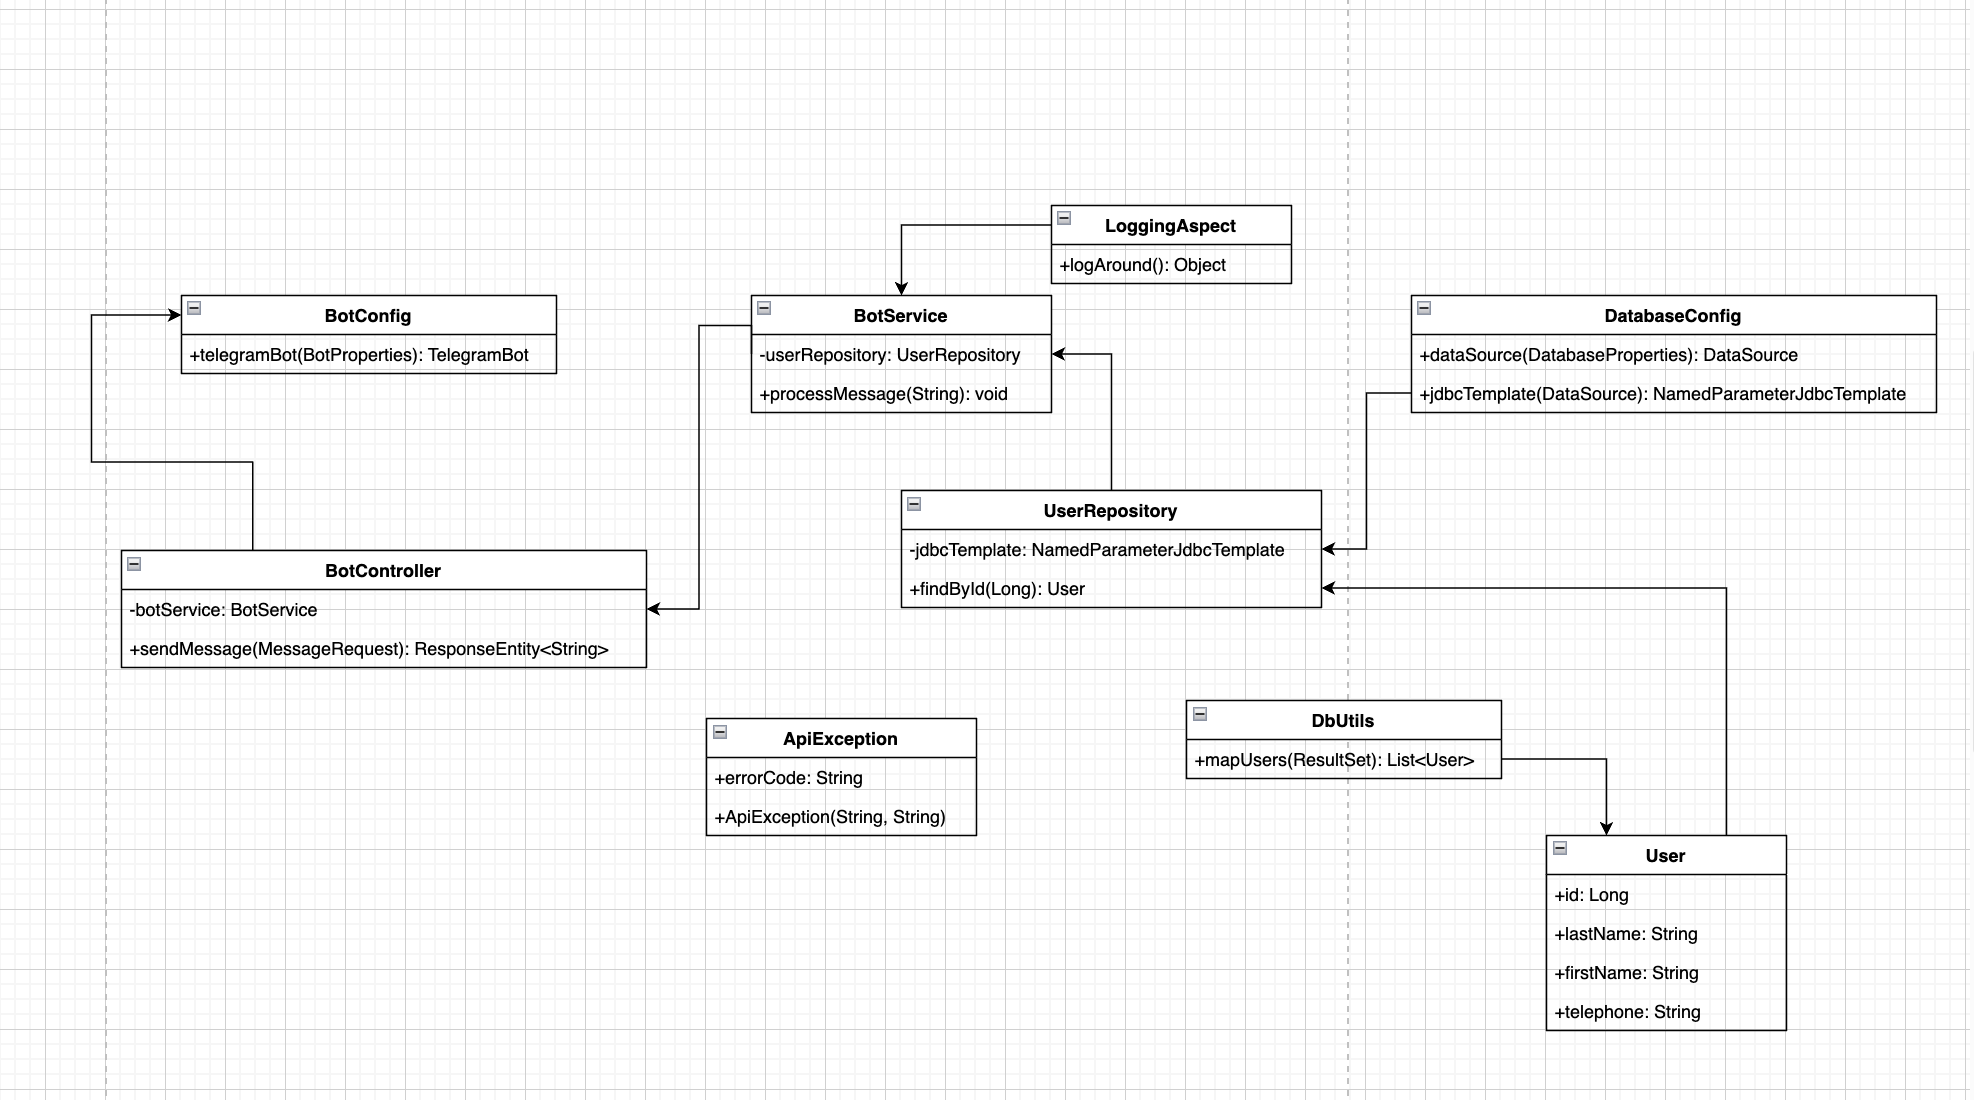 LoggingAspect
+logAround(): Object
BotConfig
+telegramBot(BotProperties): TelegramBot
BotService
-userRepository: UserRepository
+processMessage(String): void
DatabaseConfig
+dataSource(DatabaseProperties): DataSource
+jdbcTemplate(DataSource): NamedParameterJdbcTemplate
UserRepository
-jdbcTemplate: NamedParameterJdbcTemplate
+findById(Long): User
BotController
-botService: BotService
+sendMessage(MessageRequest): ResponseEntity<String>
ApiException
+errorCode: String
+ApiException(String, String)
DbUtils
+mapUsers(ResultSet): List<User>
User
+id: Long
+lastName: String
+firstName: String
+telephone: String